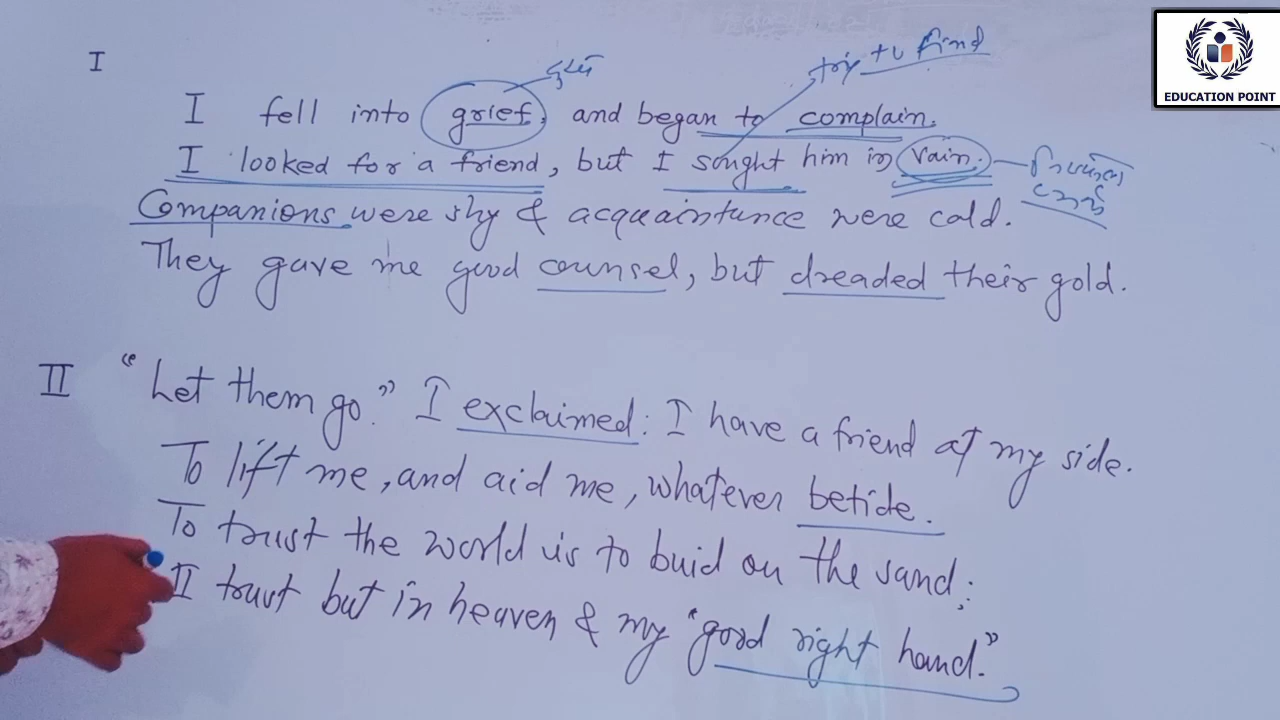 EDUCATION POINT
try to find
I
I fell into grief, and began to complain.
I looked for a friend, but I sought him in vain.
Companions were shy & acquaintance were cold.
They gave me good counsel, but dreaded their gold.
II
"Let them go." I exclaimed: I have a friend at my side.
To lift me, and aid me, whatever betide.
To trust the world is to buid on the sand;
I trust but in heaven & my "good right hand."